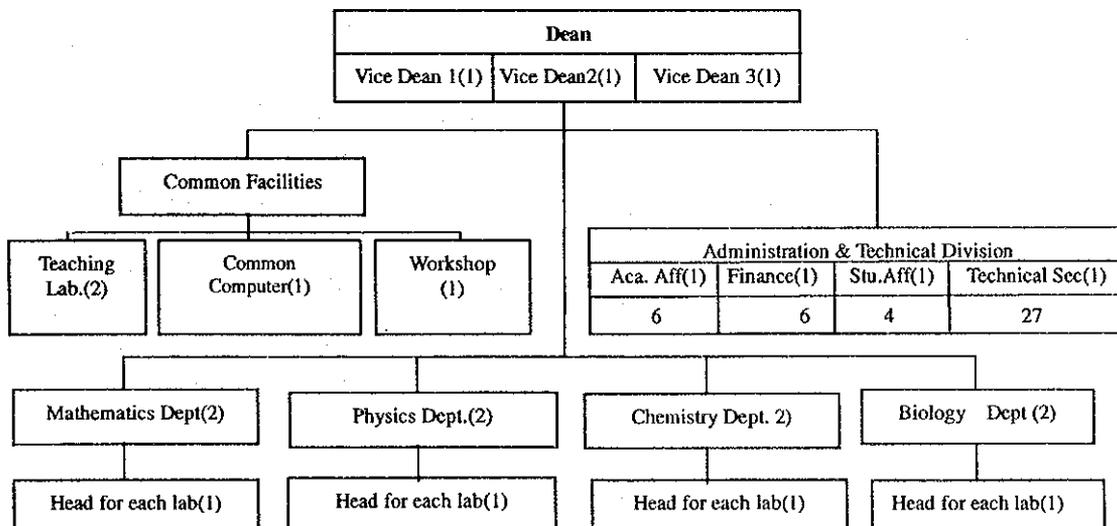 Dean
Vice Dean 1(1) Vice Dean2(1) Vice Dean 3(1)
Common Facilities
Teaching
Lab.(2)
Common
Computer(1)
Workshop
(1)
Administration & Technical Division
Aca. Aff(1) Finance(1) Stu.Aff(1) Technical Sec(1)
6 6 4 27
Mathematics Dept(2) Physics Dept.(2) Chemistry Dept. 2) Biology Dept (2)
Head for each lab(1) Head for each lab(1) Head for each lab(1) Head for each lab(1)